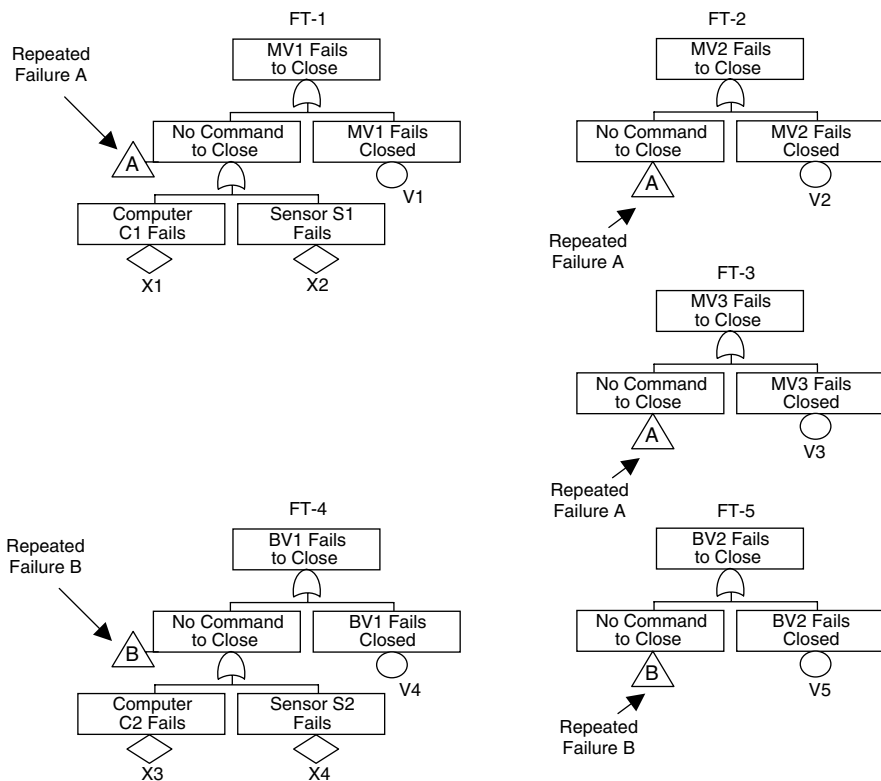 FT-1
MV1 Fails
to Close
Repeated
Failure A
No Command
to Close
MV1 Fails
Closed
A
V1
Computer
C1 Fails
Sensor S1
Fails
X1
X2
FT-2
MV2 Fails
to Close
No Command
to Close
MV2 Fails
Closed
A
V2
Repeated
Failure A
FT-3
MV3 Fails
to Close
No Command
to Close
MV3 Fails
Closed
A
V3
Repeated
Failure A
FT-4
BV1 Fails
to Close
Repeated
Failure B
No Command
to Close
BV1 Fails
Closed
B
V4
Computer
C2 Fails
Sensor S2
Fails
X3
X4
FT-5
BV2 Fails
to Close
No Command
to Close
BV2 Fails
Closed
B
V5
Repeated
Failure B